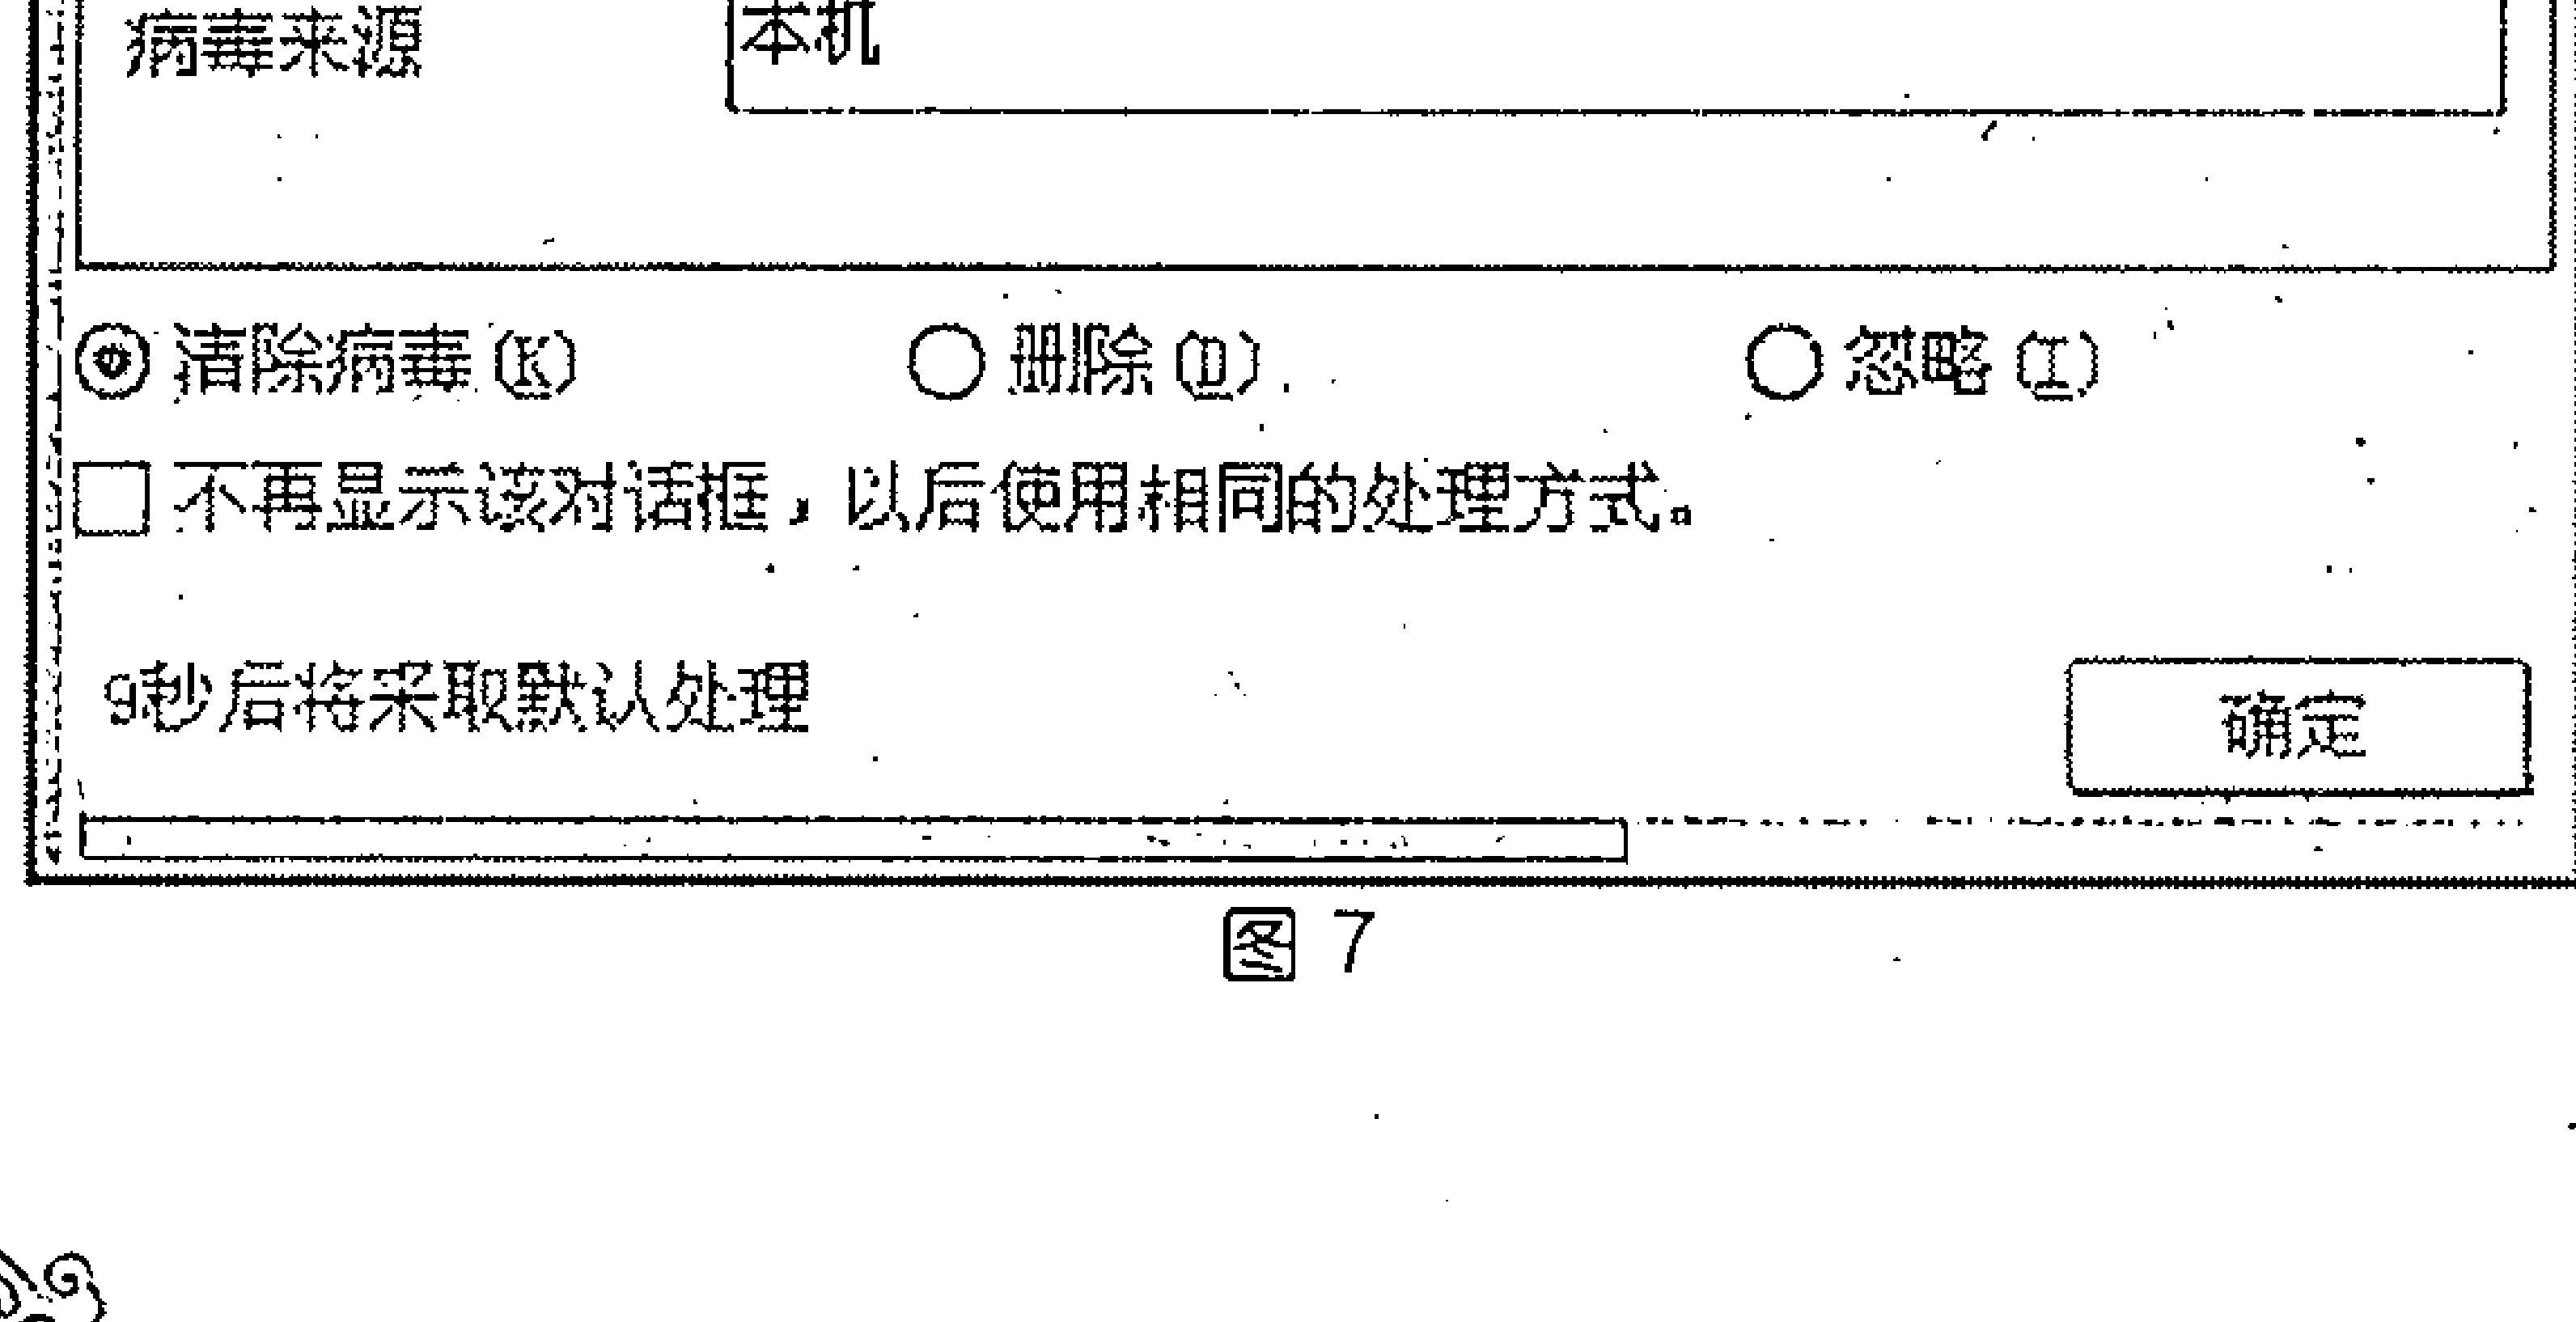 病毒来源 本机
清除病毒(K) 删除(D) 忽略(I)
不再显示该对话框，以后使用相同的处理方式。
9秒后将采取默认处理
确定
图 7